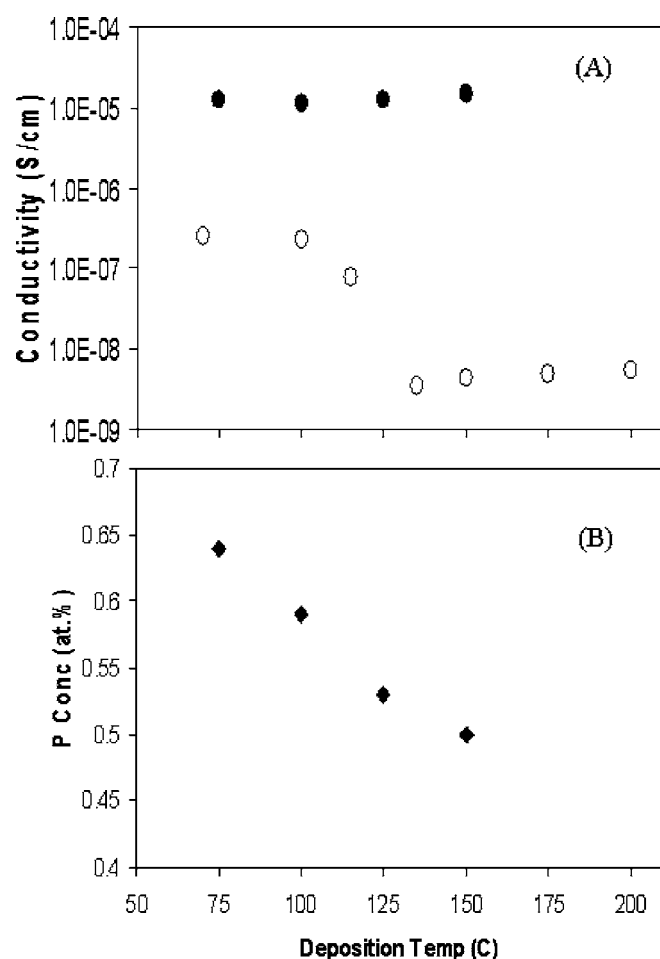 1.0E-04
(A)
1.0E-05
1.0E-06
1.0E-07
1.0E-08
1.0E-09
Conductivity (S/cm)
0.7
0.65
(B)
0.6
0.55
0.5
0.45
0.4
P Conc (at.%)
50 75 100 125 150 175 200
Deposition Temp (C)